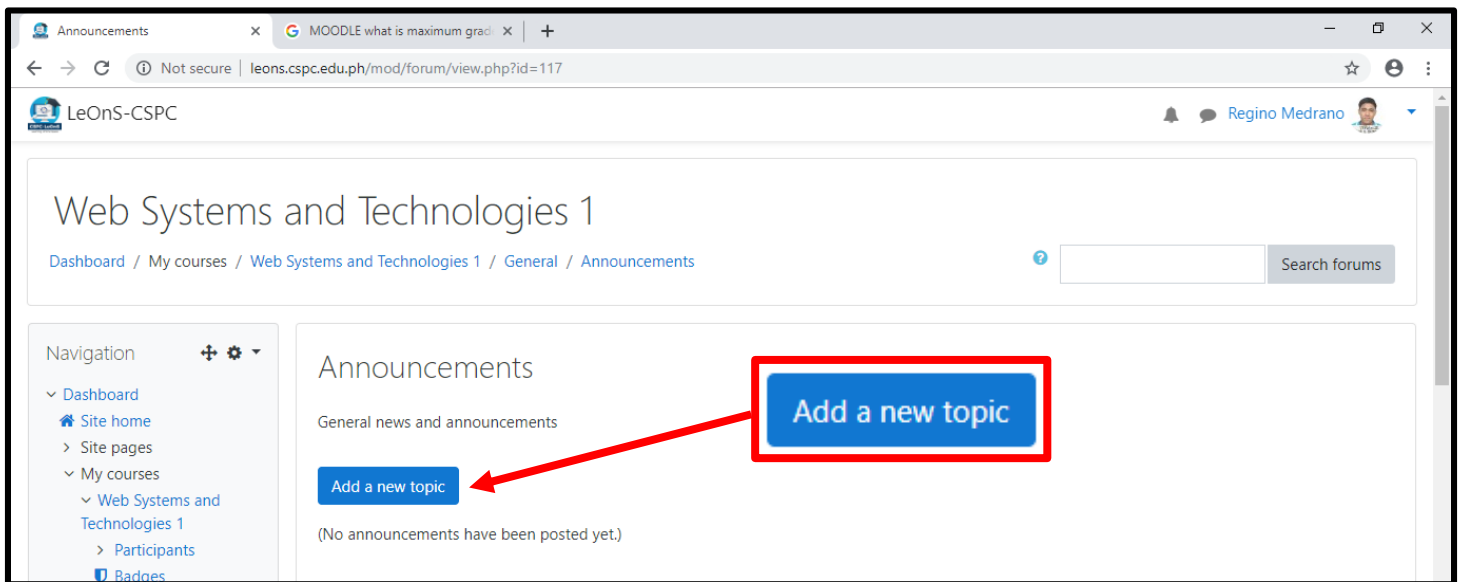 Announcements
MOODLE what is maximum grad
Not secure | leons.cspc.edu.ph/mod/forum/view.php?id=117
LeOnS-CSPC
Regino Medrano
Web Systems and Technologies 1
Dashboard / My courses / Web Systems and Technologies 1 / General / Announcements
Search forums
Navigation
Dashboard
Site home
Site pages
My courses
Web Systems and
Technologies 1
Participants
Badges
Announcements
General news and announcements
Add a new topic
Add a new topic
(No announcements have been posted yet.)